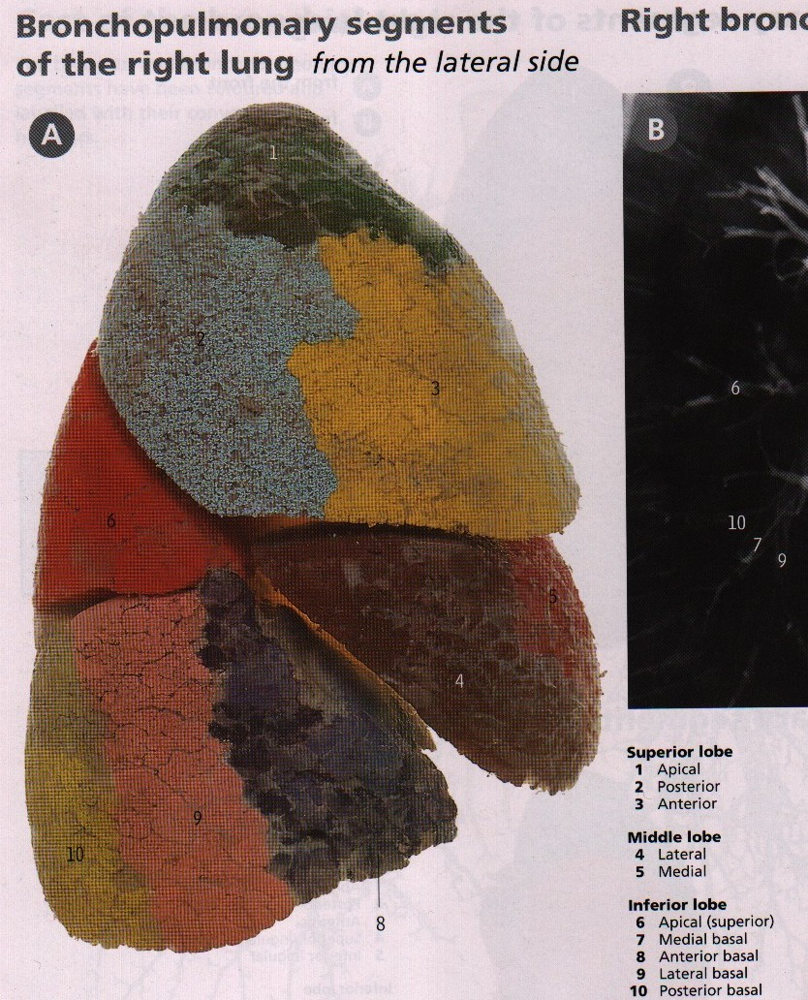 Bronchopulmonary segments
of the right lung from the lateral side
Right bronc
A
1
2
3
6
5
4
9
10
8
B
6
10
7
9
Superior lobe
1 Apical
2 Posterior
3 Anterior
Middle lobe
4 Lateral
5 Medial
Inferior lobe
6 Apical (superior)
7 Medial basal
8 Anterior basal
9 Lateral basal
10 Posterior basal